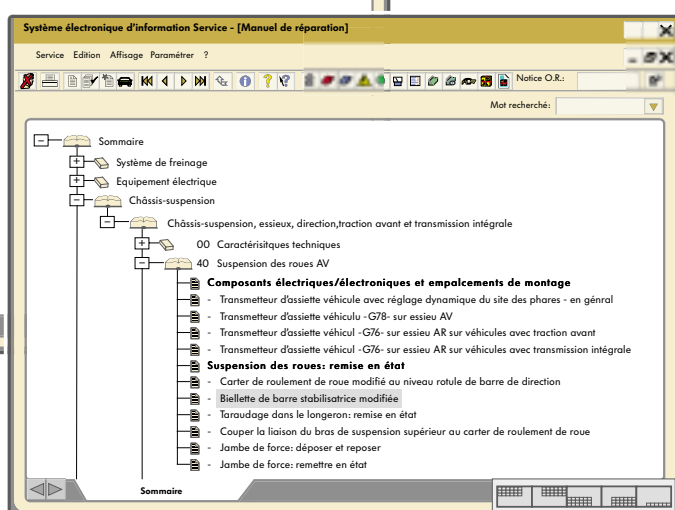 Système électronique d'information Service - [Manuel de réparation]
Service Edition Affisage Paramétrer ?
Notice O.R.:
Mot recherché:
Sommaire
Système de freinage
Equipement électrique
Châssis-suspension
Châssis-suspension, essieux, direction,traction avant et transmission intégrale
00 Caractérisitques techniques
40 Suspension des roues AV
Composants électriques/électroniques et empalcements de montage
- Transmetteur d'assiette véhicule avec réglage dynamique du site des phares - en génral
- Transmetteur d'assiette véhiculu -G78- sur essieu AV
- Transmetteur d'assiette véhicul -G76- sur essieu AR sur véhicules avec traction avant
- Transmetteur d'assiette véhicul -G76- sur essieu AR sur véhicules avec transmission intégrale
Suspension des roues: remise en état
- Carter de roulement de roue modifié au niveau rotule de barre de direction
- Biellette de barre stabilisatrice modifiée
- Taraudage dans le longeron: remise en état
- Couper la liaison du bras de suspension supérieur au carter de roulement de roue
- Jambe de force: déposer et reposer
- Jambe de force: remettre en état
Sommaire